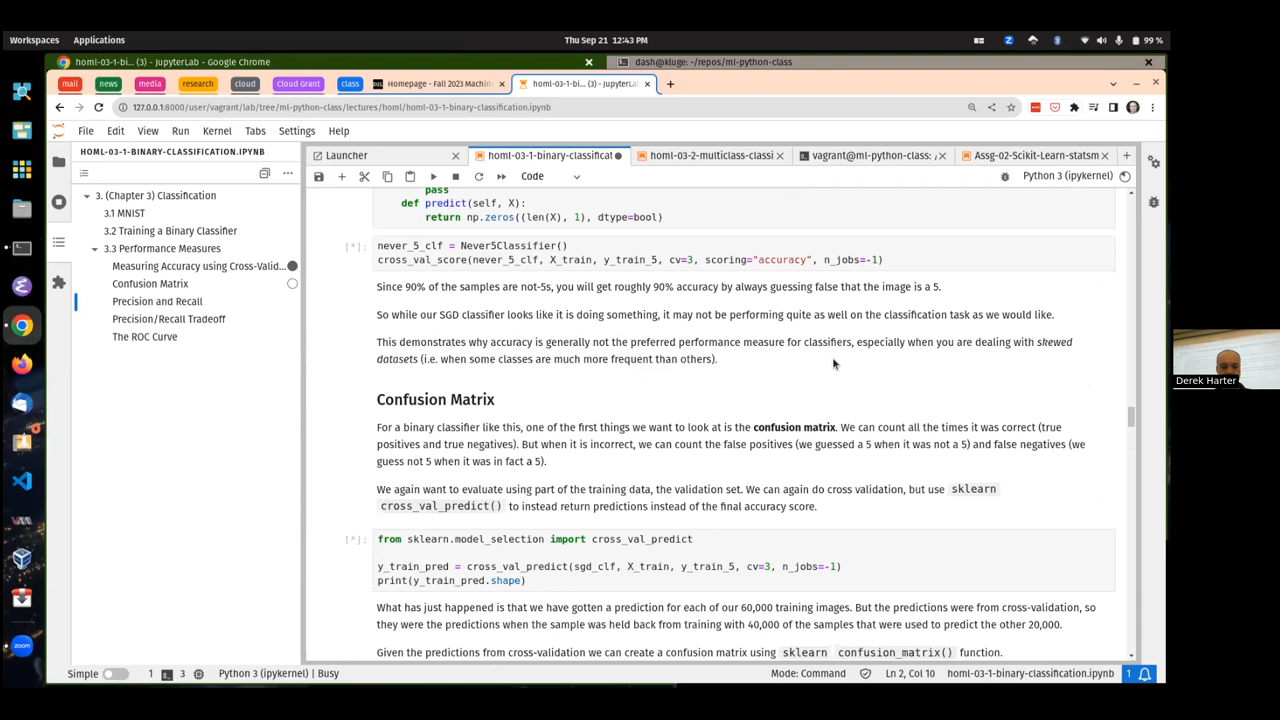 Workspaces
Applications
Thu Sep 21 12:43 PM
99 %
homl-03-1-bi... (3) - JupyterLab - Google Chrome
dash@kluge: ~/repos/ml-python-class
mail
news
media
research
cloud
Cloud Grant
class
Homepage - Fall 2023 Machin
homl-03-1-bi... (3) - JupyterLa
127.0.0.1:8000/user/vagrant/lab/tree/ml-python-class/lectures/homl/homl-03-1-binary-classification.ipynb
File
Edit
View
Run
Kernel
Tabs
Settings
Help
HOML-03-1-BINARY-CLASSIFICATION.IPYNB
Launcher
homl-03-1-binary-classificat
homl-03-2-multiclass-classi
vagrant@ml-python-class: /
Assg-02-Scikit-Learn-statsm
Code
Python 3 (ipykernel)
3. (Chapter 3) Classification
3.1 MNIST
3.2 Training a Binary Classifier
3.3 Performance Measures
Measuring Accuracy using Cross-Valid...
Confusion Matrix
Precision and Recall
Precision/Recall Tradeoff
The ROC Curve
pass
def predict(self, X):
return np.zeros((len(X), 1), dtype=bool)
[*]:
never_5_clf = Never5Classifier()
cross_val_score(never_5_clf, X_train, y_train_5, cv=3, scoring="accuracy", n_jobs=-1)
Since 90% of the samples are not-5s, you will get roughly 90% accuracy by always guessing false that the image is a 5.
So while our SGD classifier looks like it is doing something, it may not be performing quite as well on the classification task as we would like.
This demonstrates why accuracy is generally not the preferred performance measure for classifiers, especially when you are dealing with skewed
datasets (i.e. when some classes are much more frequent than others).
Confusion Matrix
For a binary classifier like this, one of the first things we want to look at is the confusion matrix. We can count all the times it was correct (true
positives and true negatives). But when it is incorrect, we can count the false positives (we guessed a 5 when it was not a 5) and false negatives (we
guess not 5 when it was in fact a 5).
We again want to evaluate using part of the training data, the validation set. We can again do cross validation, but use sklearn
cross_val_predict() to instead return predictions instead of the final accuracy score.
[*]:
from sklearn.model_selection import cross_val_predict
y_train_pred = cross_val_predict(sgd_clf, X_train, y_train_5, cv=3, n_jobs=-1)
print(y_train_pred.shape)
What has just happened is that we have gotten a prediction for each of our 60,000 training images. But the predictions were from cross-validation, so
they were the predictions when the sample was held back from training with 40,000 of the samples that were used to predict the other 20,000.
Given the predictions from cross-validation we can create a confusion matrix using sklearn confusion_matrix() function.
Derek Harter
Simple
1
3
Python 3 (ipykernel) | Busy
Mode: Command
Ln 2, Col 10
homl-03-1-binary-classification.ipynb
1